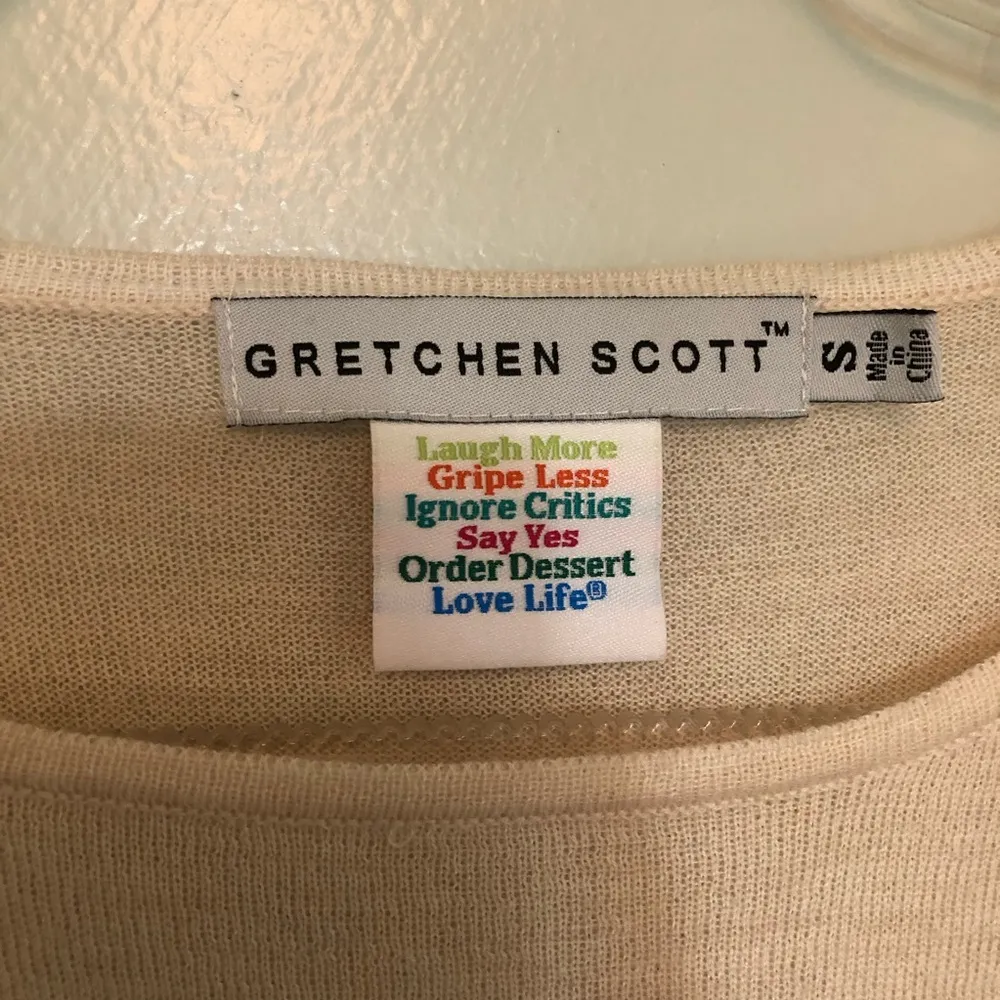 GRETCHEN SCOTT™
S
Made
in
China
Laugh More
Gripe Less
Ignore Critics
Say Yes
Order Dessert
Love Life®